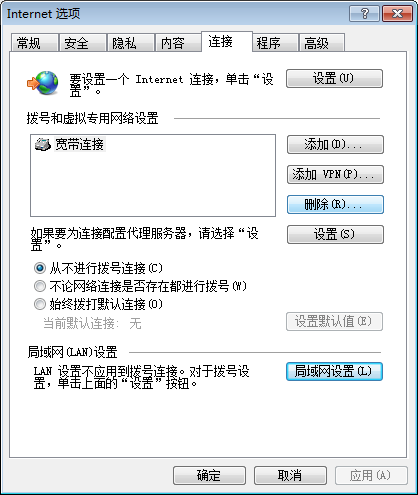 Internet 选项
常规 安全 隐私 内容 连接 程序 高级
要设置一个 Internet 连接，单击“设
置”。
设置(U)
拨号和虚拟专用网络设置
宽带连接
添加(D)...
添加 VPN(P)...
删除(R)...
如果要为连接配置代理服务器，请选择“设
置”。
设置(S)
从不进行拨号连接(C)
不论网络连接是否存在都进行拨号(W)
始终拨打默认连接(O)
当前默认连接： 无
设置默认值(E)
局域网(LAN)设置
LAN 设置不应用到拨号连接。对于拨号设
置，单击上面的“设置”按钮。
局域网设置(L)
确定 取消 应用(A)